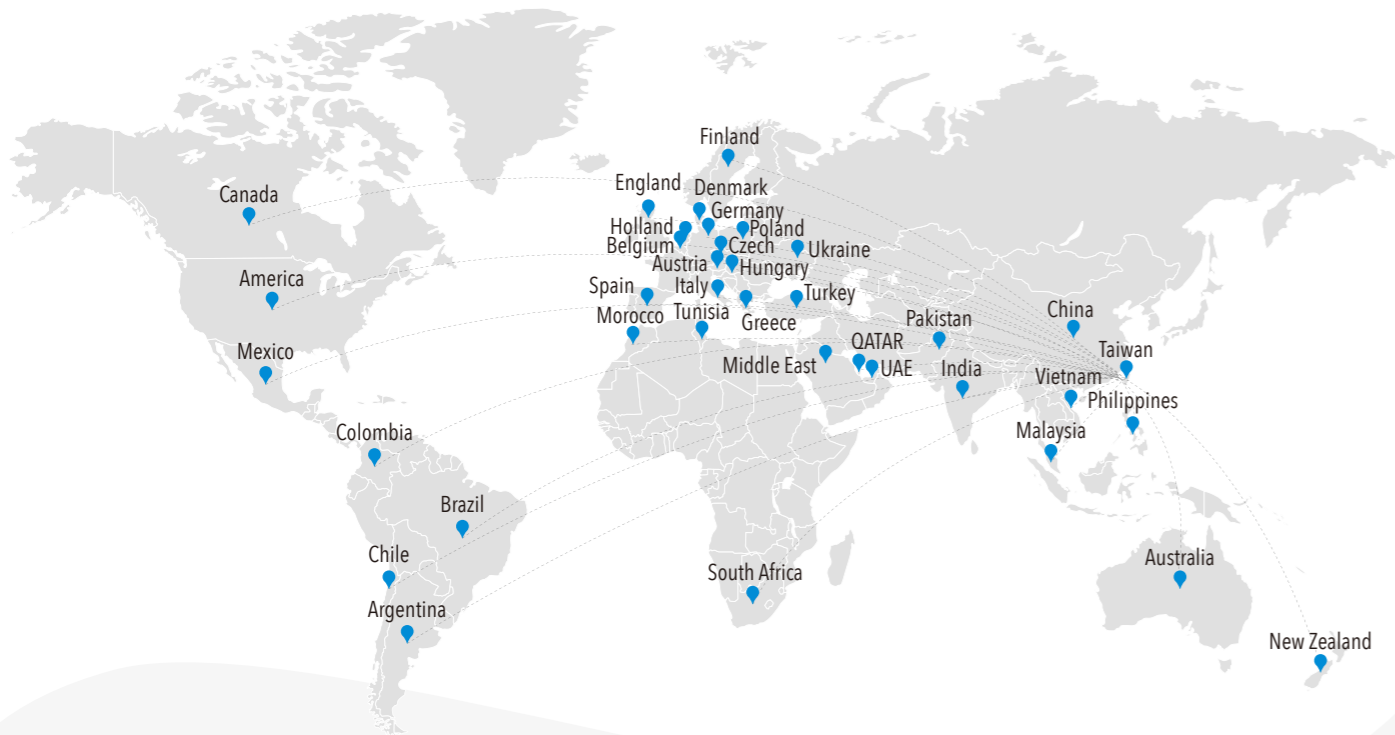 Finland
England
Denmark
Canada
Germany
Holland
Poland
Belgium
Czech
Ukraine
Austria
Hungary
America
Spain
Italy
Turkey
Morocco
Tunisia
Greece
China
Pakistan
QATAR
Mexico
Middle East
UAE
India
Taiwan
Vietnam
Philippines
Colombia
Malaysia
Brazil
Chile
Australia
South Africa
Argentina
New Zealand